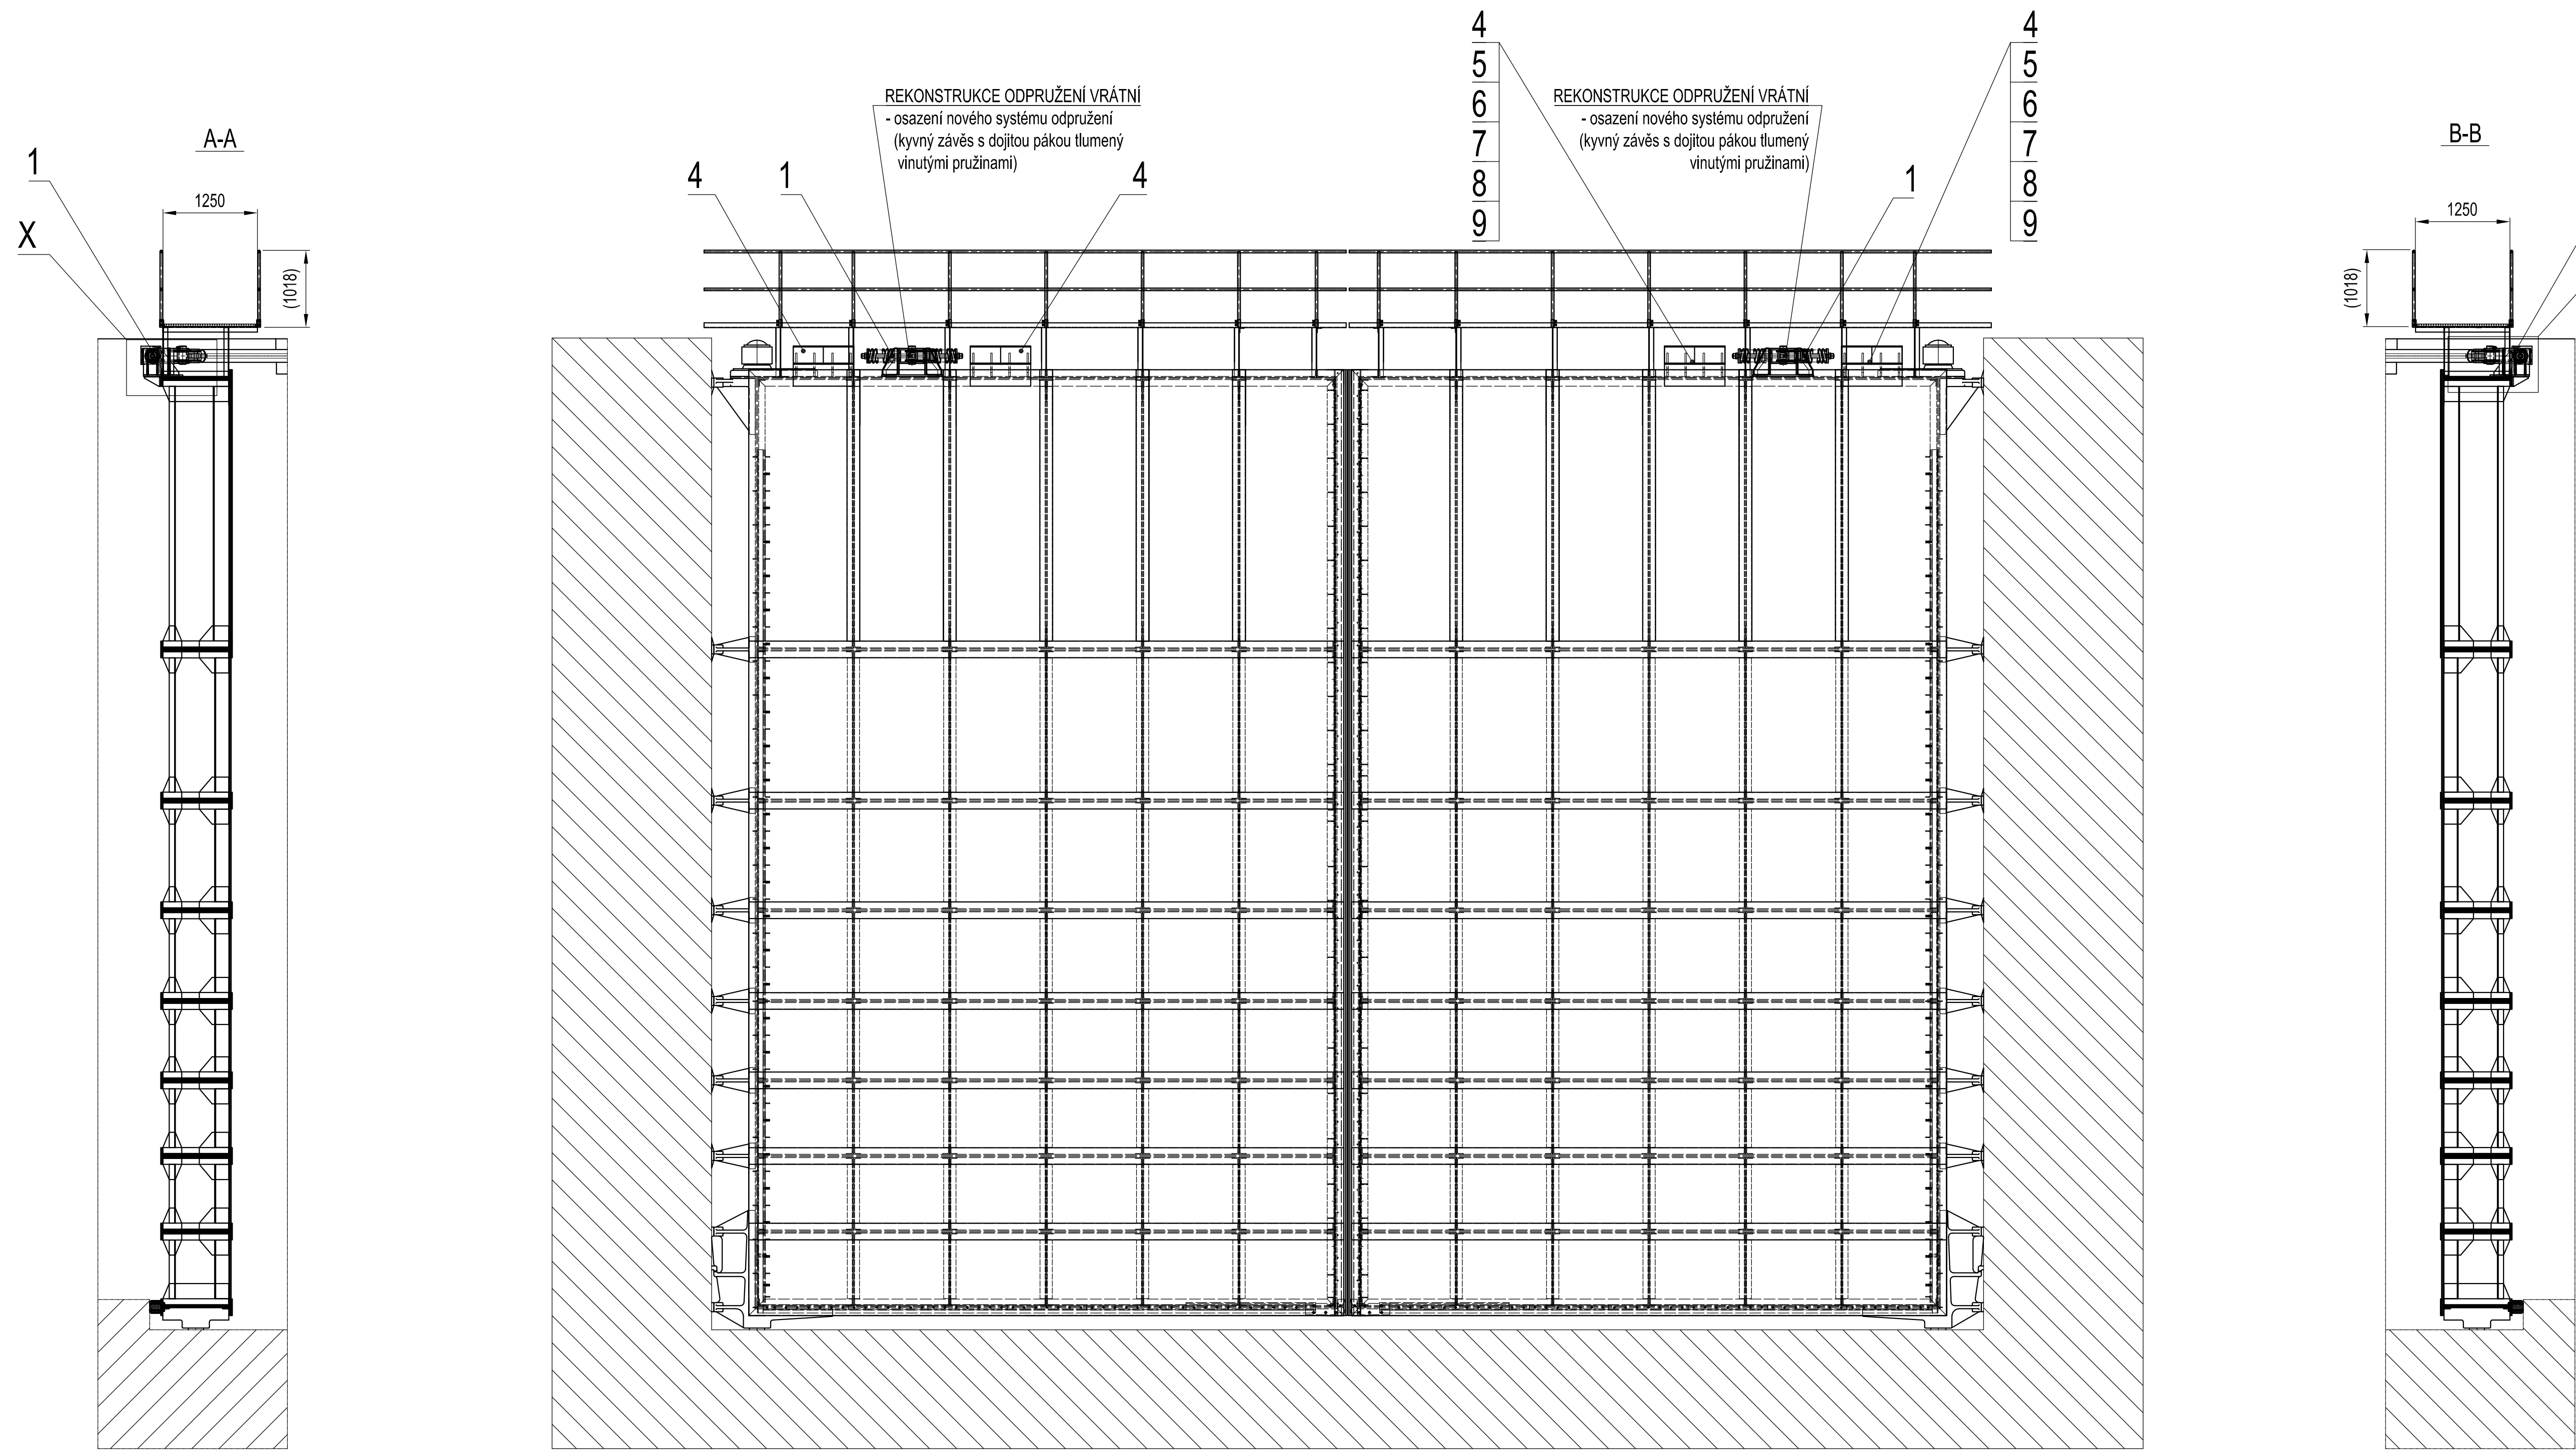 A-A
1
X
1250
(1018)
REKONSTRUKCE ODPRUŽENÍ VRÁTNÍ
- osazení nového systému odpružení
(kyvný závěs s dojitou pákou tlumený
vinutými pružinami)
4
1
4
4
5
6
7
8
9
REKONSTRUKCE ODPRUŽENÍ VRÁTNÍ
- osazení nového systému odpružení
(kyvný závěs s dojitou pákou tlumený
vinutými pružinami)
1
4
5
6
7
8
9
B-B
1250
(1018)